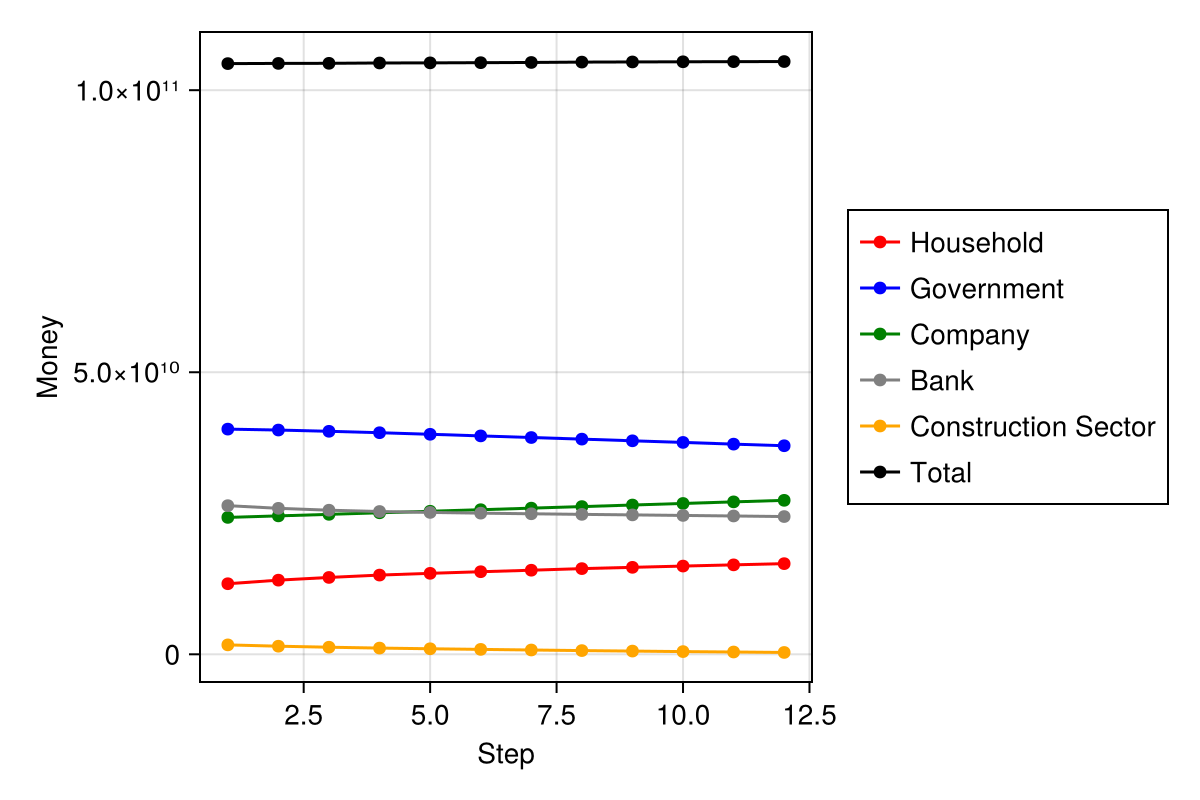 1.0×10¹¹
5.0×10¹⁰
0
Money
2.5 5.0 7.5 10.0 12.5
Step
Household
Government
Company
Bank
Construction Sector
Total